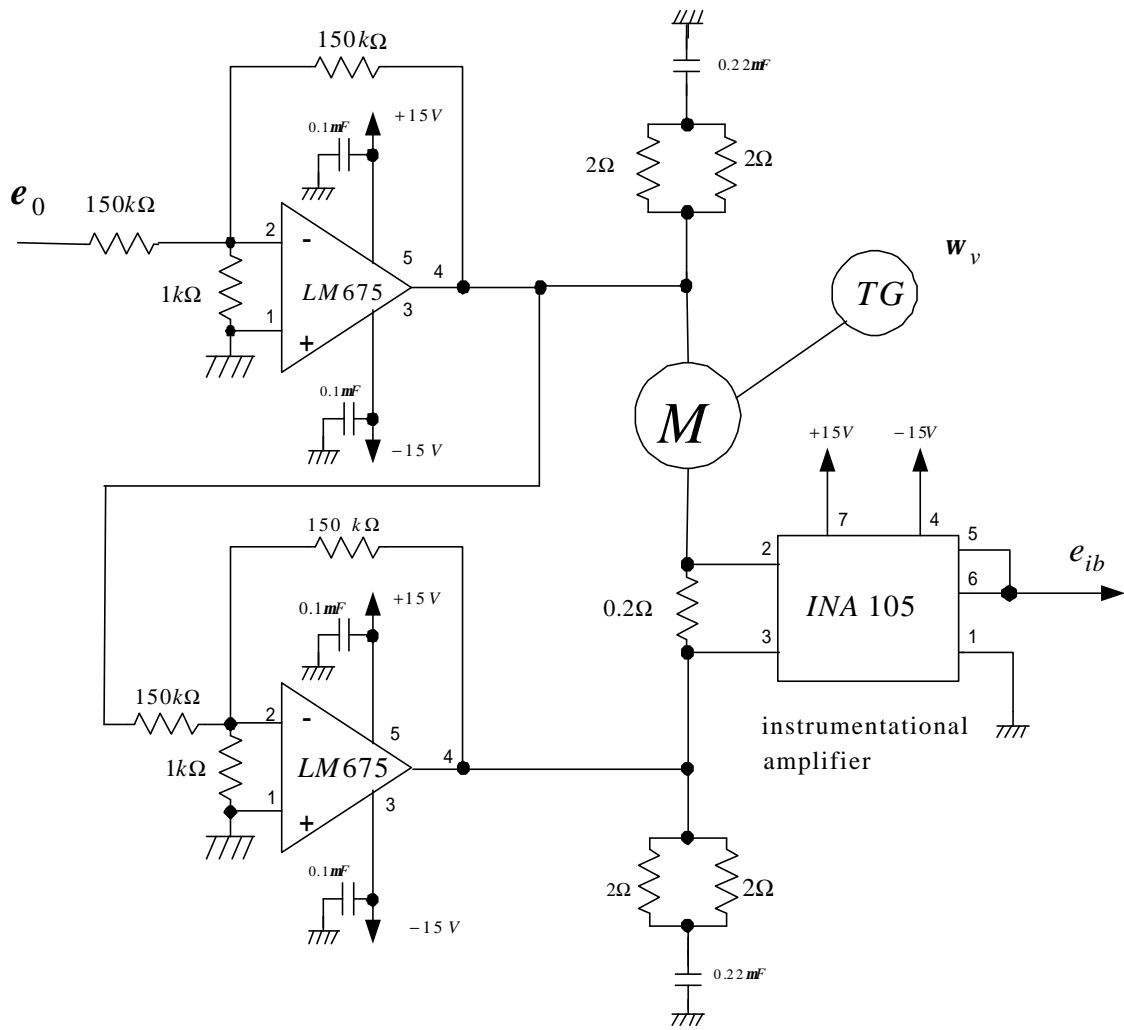 150kΩ
0.22mF
+15V
0.1mF
2Ω
2Ω
e0
150kΩ
wv
2
-
5
4
TG
1kΩ
LM675
3
1
+
0.1mF
M
-15V
+15V
-15V
7
4
150 kΩ
2
5
eib
6
0.2Ω
INA 105
0.1mF
+15V
3
1
150kΩ
2
-
5
instrumentational
amplifier
1kΩ
LM675
4
3
1
+
0.1mF
2Ω
2Ω
-15V
0.22mF